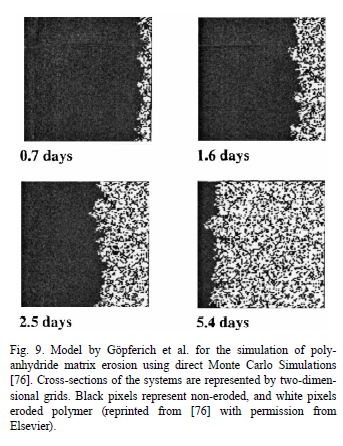 0.7 days
1.6 days
2.5 days
5.4 days
Fig. 9. Model by Göpferich et al. for the simulation of poly-
anhydride matrix erosion using direct Monte Carlo Simulations
[76]. Cross-sections of the systems are represented by two-dimen-
sional grids. Black pixels represent non-eroded, and white pixels
eroded polymer (reprinted from [76] with permission from
Elsevier).